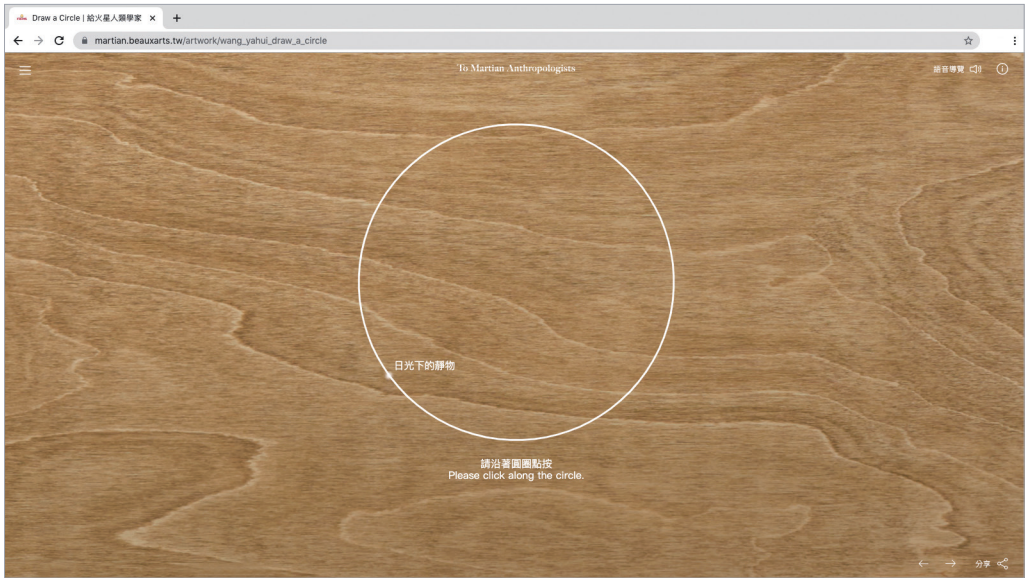 Draw a Circle | 給火星人類學家
martian.beauxarts.tw/artwork/wang_yahui_draw_a_circle
To Martian Anthropologists
語音導覽
日光下的靜物
請沿著圓圈點按
Please click along the circle.
分享